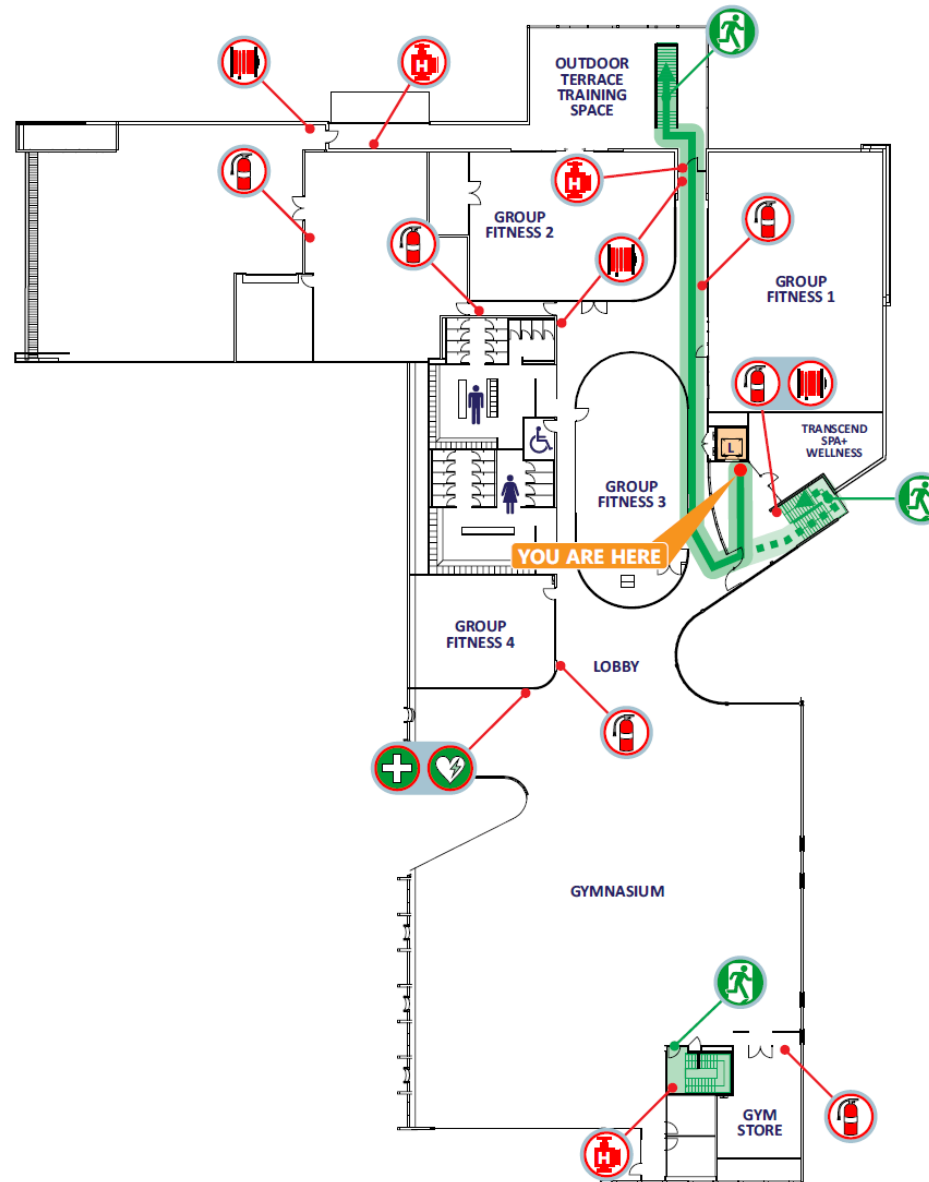 OUTDOOR
TERRACE
TRAINING
SPACE
H
H
GROUP
FITNESS 2
GROUP
FITNESS 1
TRANSCEND
SPA+
WELLNESS
L
GROUP
FITNESS 3
YOU ARE HERE
GROUP
FITNESS 4
LOBBY
GYMNASIUM
GYM
STORE
H